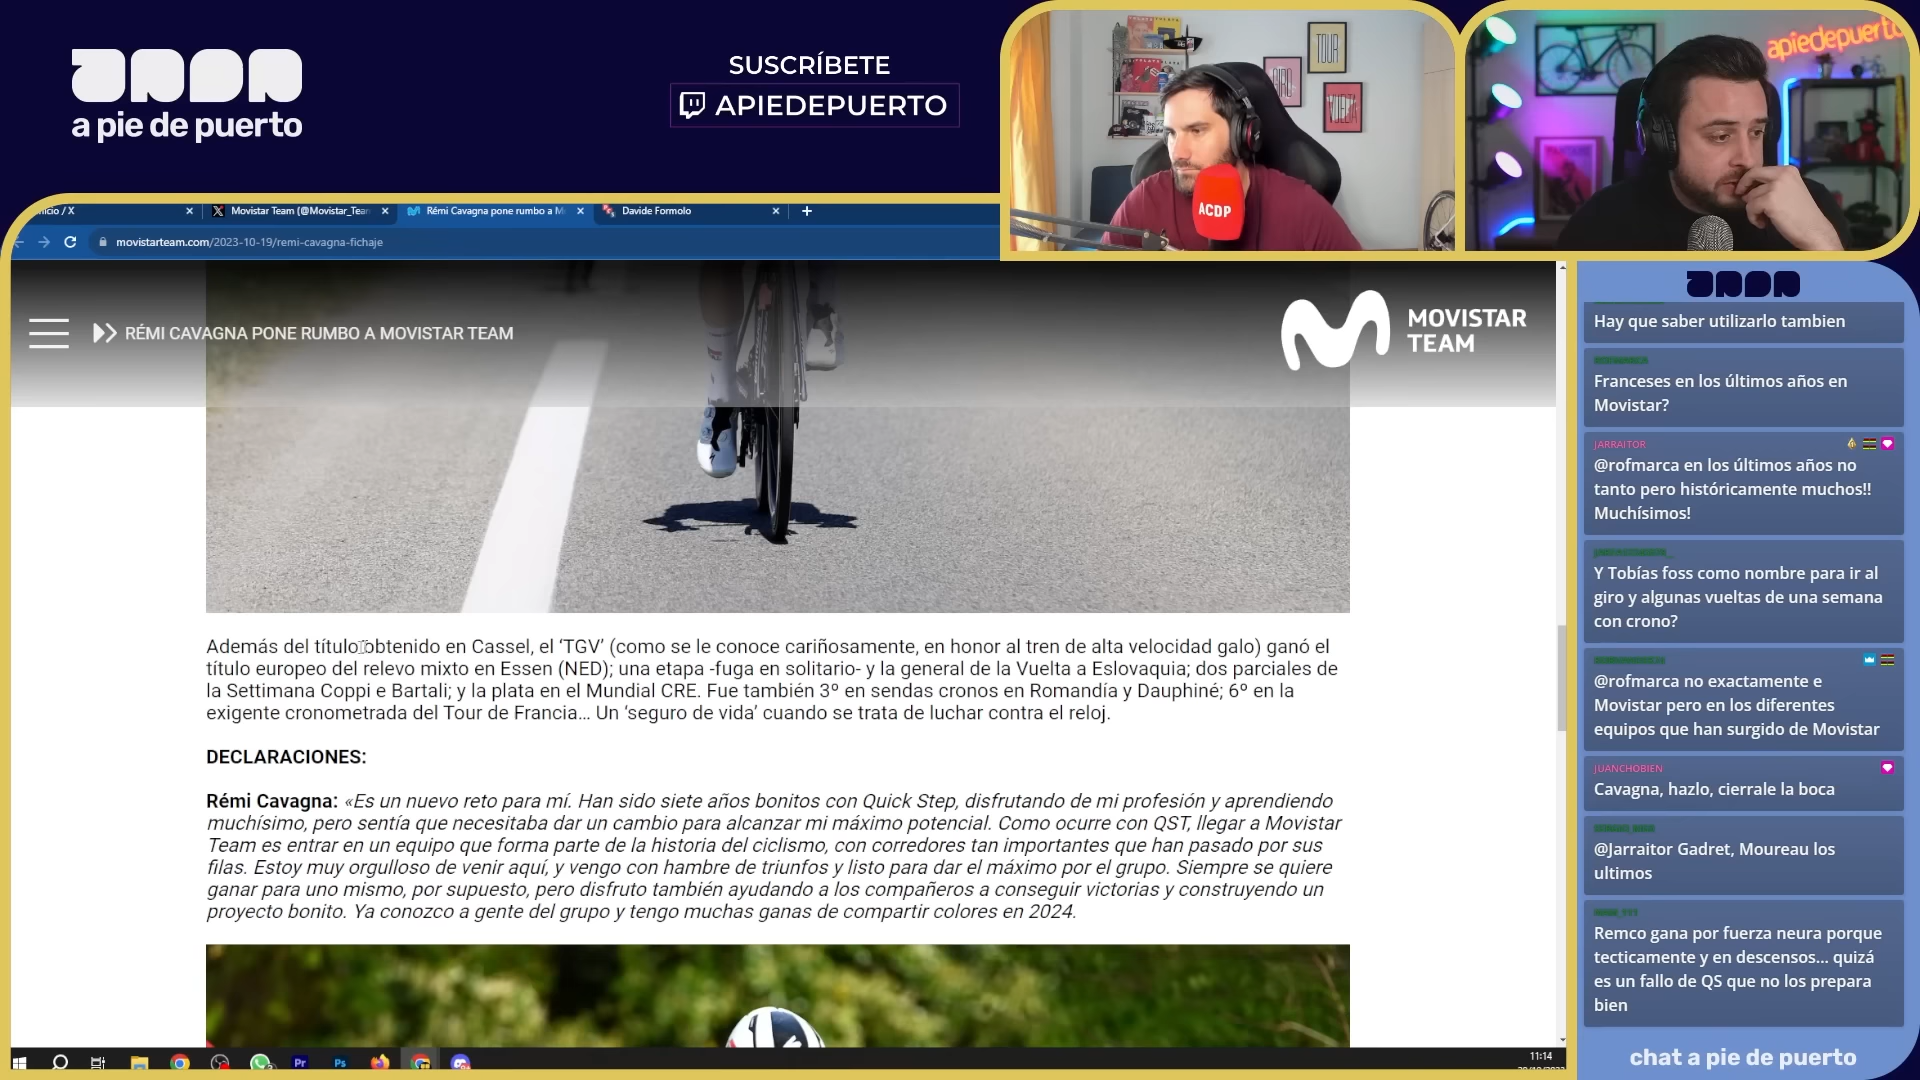 a pie de puerto
SUSCRÍBETE
APIEDEPUERTO
TOUR
GIRO
VUELTA
ACDP
apiedepuerto
icio / X
Movistar Team (@Movistar_Tean
Rémi Cavagna pone rumbo a M
Davide Formolo
movistarteam.com/2023-10-19/remi-cavagna-fichaje
RÉMI CAVAGNA PONE RUMBO A MOVISTAR TEAM
MOVISTAR
TEAM
Además del título obtenido en Cassel, el ‘TGV’ (como se le conoce cariñosamente, en honor al tren de alta velocidad galo) ganó el
título europeo del relevo mixto en Essen (NED); una etapa -fuga en solitario- y la general de la Vuelta a Eslovaquia; dos parciales de
la Settimana Coppi e Bartali; y la plata en el Mundial CRE. Fue también 3º en sendas cronos en Romandía y Dauphiné; 6º en la
exigente cronometrada del Tour de Francia… Un ‘seguro de vida’ cuando se trata de luchar contra el reloj.
DECLARACIONES:
Rémi Cavagna: «Es un nuevo reto para mí. Han sido siete años bonitos con Quick Step, disfrutando de mi profesión y aprendiendo
muchísimo, pero sentía que necesitaba dar un cambio para alcanzar mi máximo potencial. Como ocurre con QST, llegar a Movistar
Team es entrar en un equipo que forma parte de la historia del ciclismo, con corredores tan importantes que han pasado por sus
filas. Estoy muy orgulloso de venir aquí, y vengo con hambre de triunfos y listo para dar el máximo por el grupo. Siempre se quiere
ganar para uno mismo, por supuesto, pero disfruto también ayudando a los compañeros a conseguir victorias y construyendo un
proyecto bonito. Ya conozco a gente del grupo y tengo muchas ganas de compartir colores en 2024.
Pr
Ps
11:14
Hay que saber utilizarlo tambien
ROFMARCA
Franceses en los últimos años en
Movistar?
JARRAITOR
@rofmarca en los últimos años no
tanto pero históricamente muchos!!
Muchísimos!
Y Tobías foss como nombre para ir al
giro y algunas vueltas de una semana
con crono?
@rofmarca no exactamente e
Movistar pero en los diferentes
equipos que han surgido de Movistar
JUANCHOBIEN
Cavagna, hazlo, cierrale la boca
@Jarraitor Gadret, Moureau los
ultimos
Remco gana por fuerza neura porque
tecticamente y en descensos... quizá
es un fallo de QS que no los prepara
bien
chat a pie de puerto